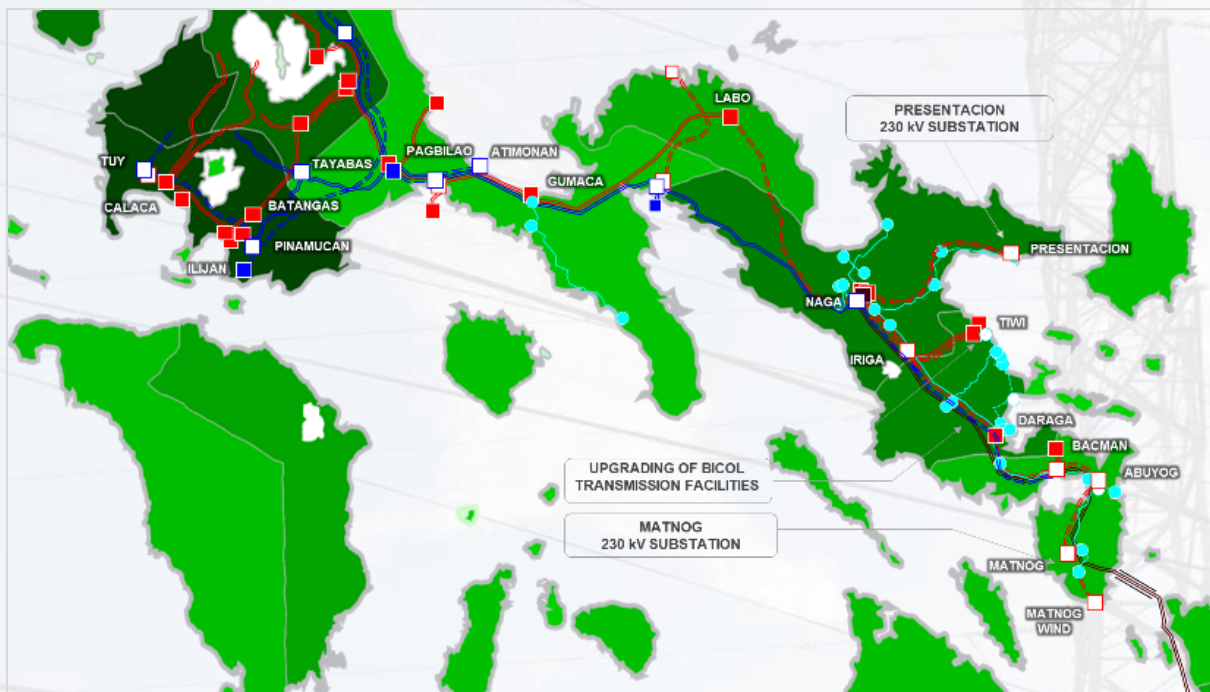 LABO
PRESENTACION
230 kV SUBSTATION
PAGBILAO
ATIMONAN
TUY
TAYABAS
GUMACA
CALACA
BATANGAS
PINAMUCAN
PRESENTACION
ILIJAN
NAGA
TIWI
IRIGA
DARAGA
BACMAN
UPGRADING OF BICOL
TRANSMISSION FACILITIES
ABUYOG
MATNOG
230 kV SUBSTATION
MATNOG
MATNOG
WIND